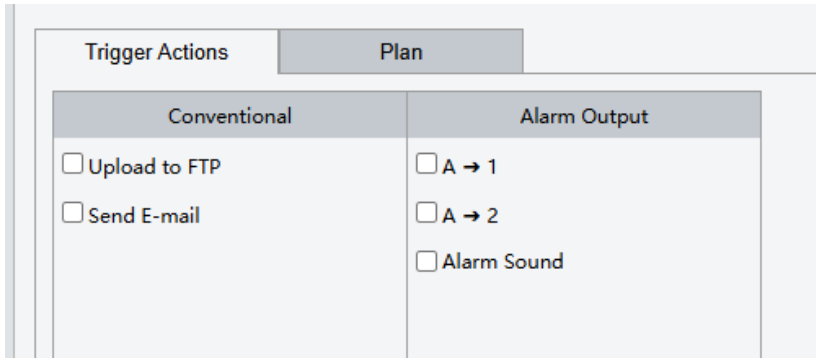 Trigger Actions
Plan
Conventional
Alarm Output
Upload to FTP
A → 1
Send E-mail
A → 2
Alarm Sound